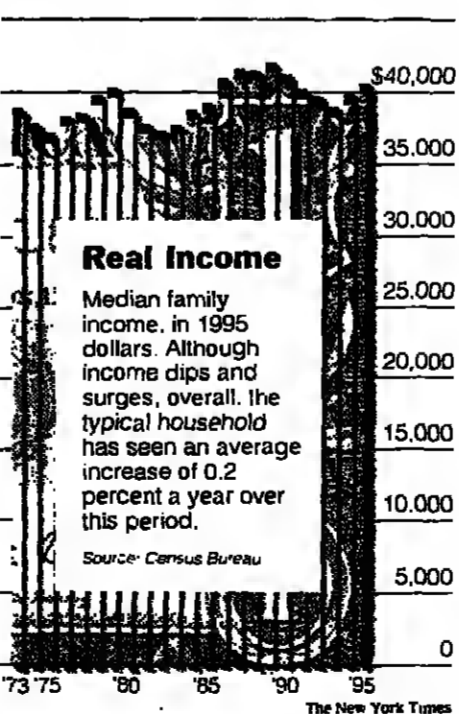 $40,000
35.000
30.000
25.000
20,000
15.000
10.000
5,000
0
Real Income
Median family
income, in 1995
dollars. Although
income dips and
surges, overall, the
typical household
has seen an average
increase of 0.2
percent a year over
this period.
Source: Census Bureau
'73 '75 '80 '85 '90 '95
The New York Times